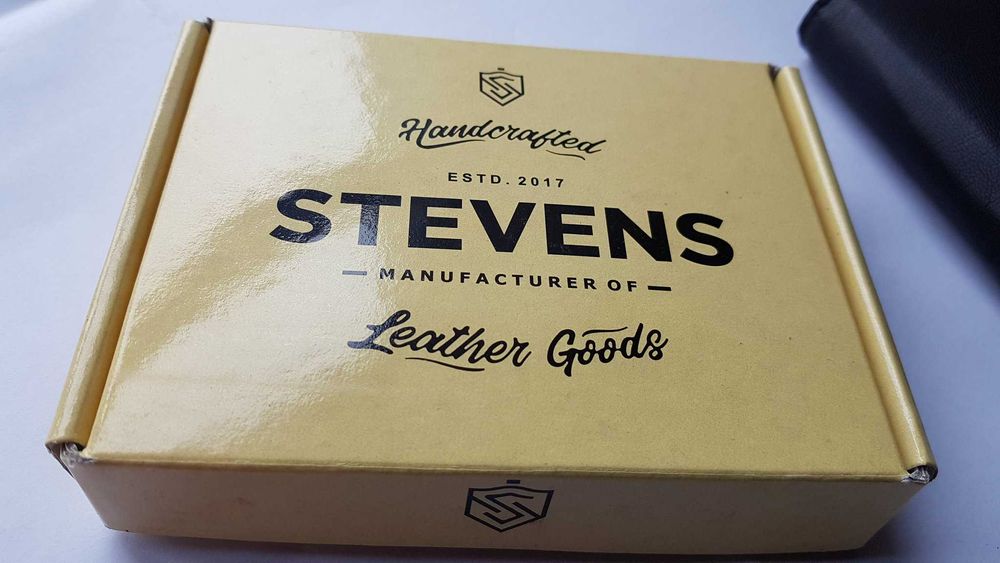 Handcrafted
ESTD. 2017
STEVENS
MANUFACTURER OF
Leather Goods